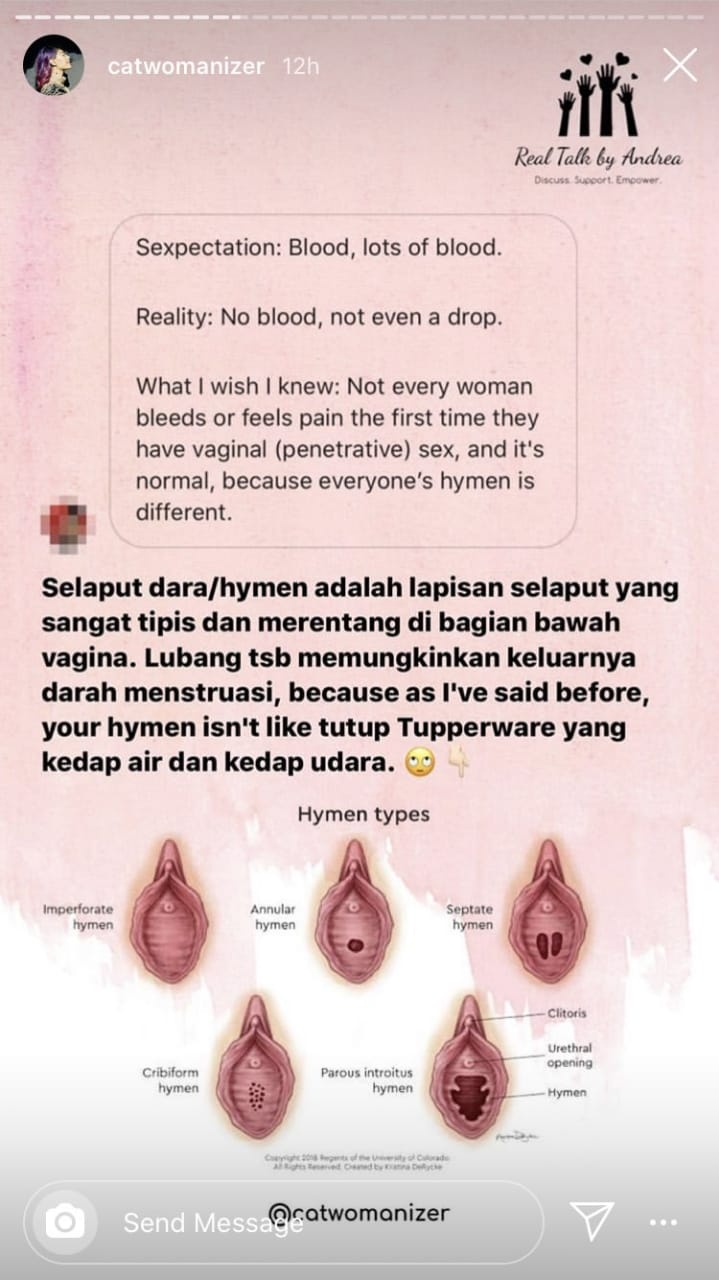 catwomanizer 12h
Real Talk by Andrea
Discuss. Support. Empower.
Sexpectation: Blood, lots of blood.
Reality: No blood, not even a drop.
What I wish I knew: Not every woman
bleeds or feels pain the first time they
have vaginal (penetrative) sex, and it's
normal, because everyone's hymen is
different.
Selaput dara/hymen adalah lapisan selaput yang
sangat tipis dan merentang di bagian bawah
vagina. Lubang tsb memungkinkan keluarnya
darah menstruasi, because as I've said before,
your hymen isn't like tutup Tupperware yang
kedap air dan kedap udara. 🙄 👇🏻
Hymen types
Imperforate
hymen
Annular
hymen
Septate
hymen
Cribiform
hymen
Parous introitus
hymen
Clitoris
Urethral
opening
Hymen
Copyright 2018 Regents of the University of Colorado
All Rights Reserved. Created by Kristina DeRycke
Send Message
@catwomanizer